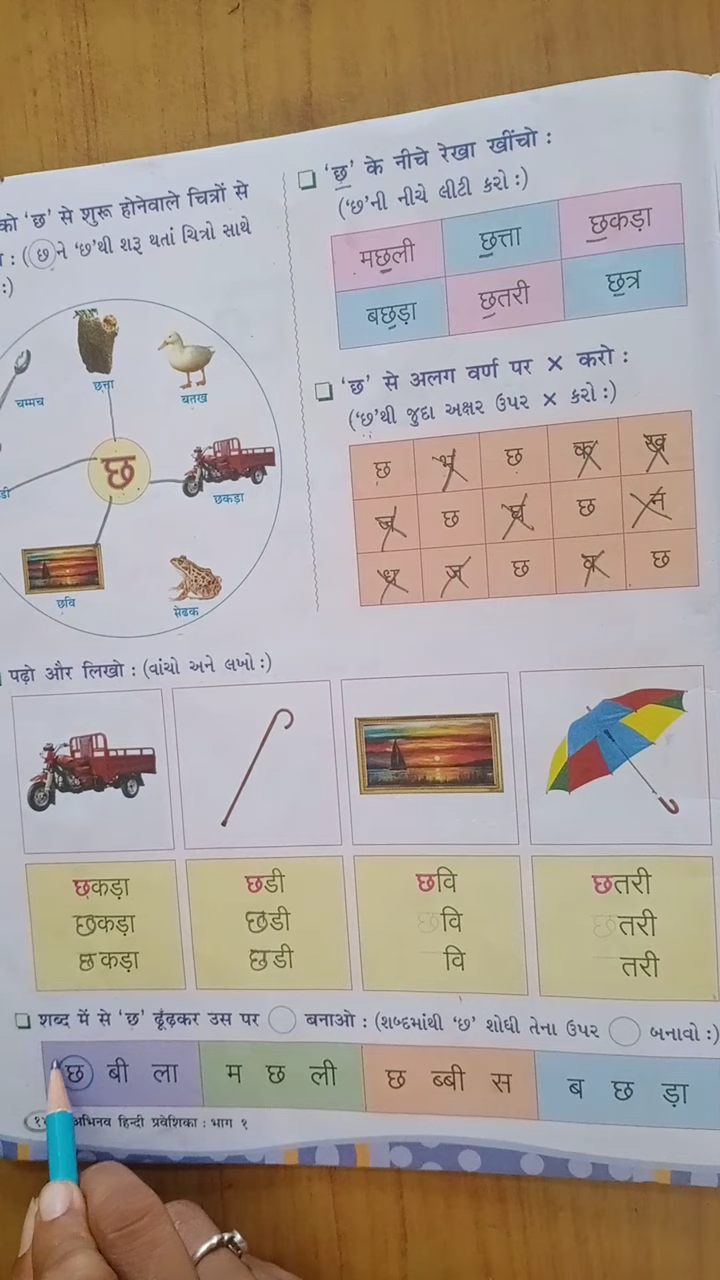 को 'छ' से शुरू होनेवाले चित्रों से
: ( छ ને 'છ'થી શરૂ થતાં ચિત્રો સાથે
:)
चम्मच
छत्ता
बतख
डी
छ
छकड़ा
छवि
मेढक
'छ' के नीचे रेखा खींचो :
('છ'ની નીચે લીટી કરો :)
मछली छत्ता छकड़ा
बछड़ा छतरी छत्र
'छ' से अलग वर्ण पर × करो :
('છ'થી જુદા અક્ષર ઉપર × કરો :)
छ भ छ क ख
ज छ घ छ न
ध ज छ व छ
पढ़ो और लिखो : (વાંચો અને લખો :)
छकड़ा छडी छवि छतरी
छकड़ा छडी छवि छतरी
छकड़ा छडी वि तरी
शब्द में से 'छ' ढूँढ़कर उस पर ◯ बनाओ : (શબ્દમાંથી 'છ' શોધી તેના ઉપર ◯ બનાવો :)
छ बी ला म छ ली छ ब्बी स ब छ ड़ा
अभिनव हिन्दी प्रवेशिका : भाग १